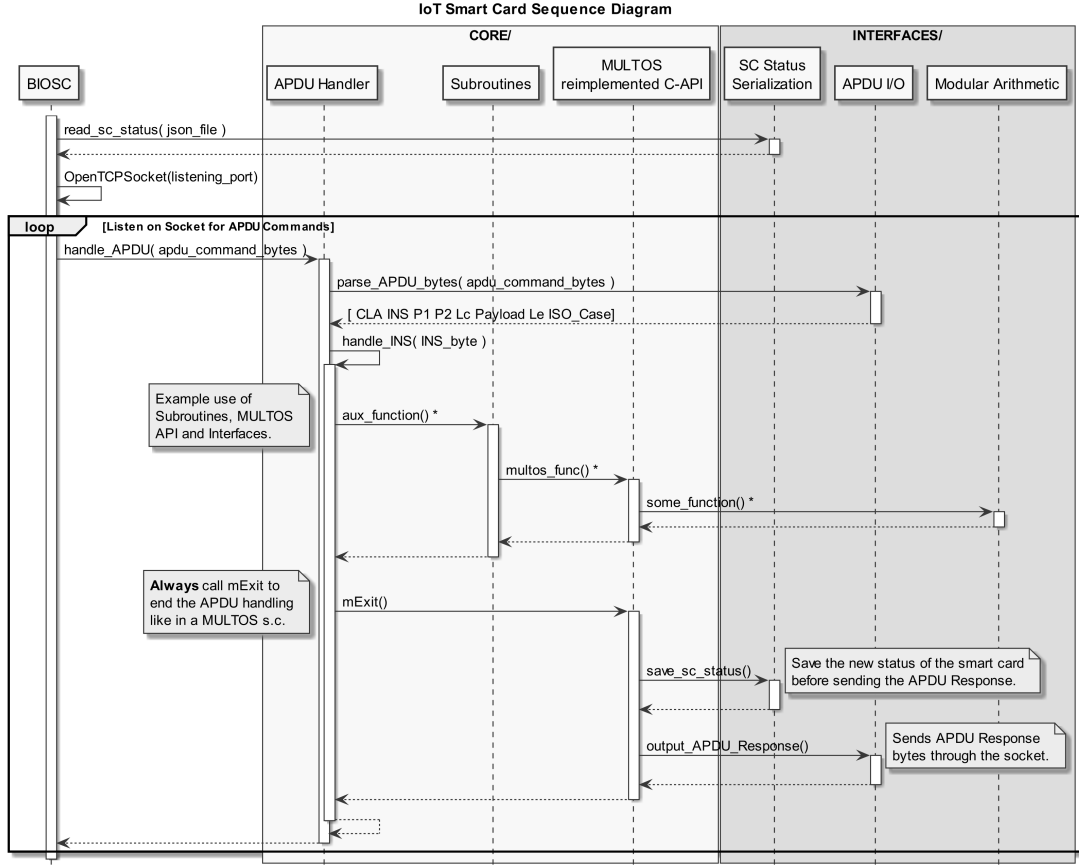 IoT Smart Card Sequence Diagram
CORE/
INTERFACES/
BIOSC
APDU Handler
Subroutines
MULTOS
reimplemented C-API
SC Status
Serialization
APDU I/O
Modular Arithmetic
read_sc_status( json_file )
OpenTCPSocket(listening_port)
loop
[Listen on Socket for APDU Commands]
handle_APDU( apdu_command_bytes )
parse_APDU_bytes( apdu_command_bytes )
[ CLA INS P1 P2 Lc Payload Le ISO_Case]
handle_INS( INS_byte )
Example use of
Subroutines, MULTOS
API and Interfaces.
aux_function() *
multos_func() *
some_function() *
Always call mExit to
end the APDU handling
like in a MULTOS s.c.
mExit()
save_sc_status()
Save the new status of the smart card
before sending the APDU Response.
output_APDU_Response()
Sends APDU Response
bytes through the socket.